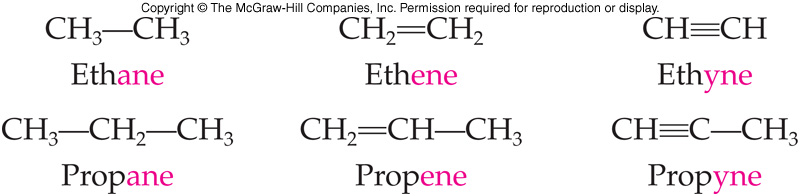 Copyright © The McGraw-Hill Companies, Inc. Permission required for reproduction or display.
CH₃—CH₃ CH₂=CH₂ CH≡CH
Ethane Ethene Ethyne
CH₃—CH₂—CH₃ CH₂=CH—CH₃ CH≡C—CH₃
Propane Propene Propyne